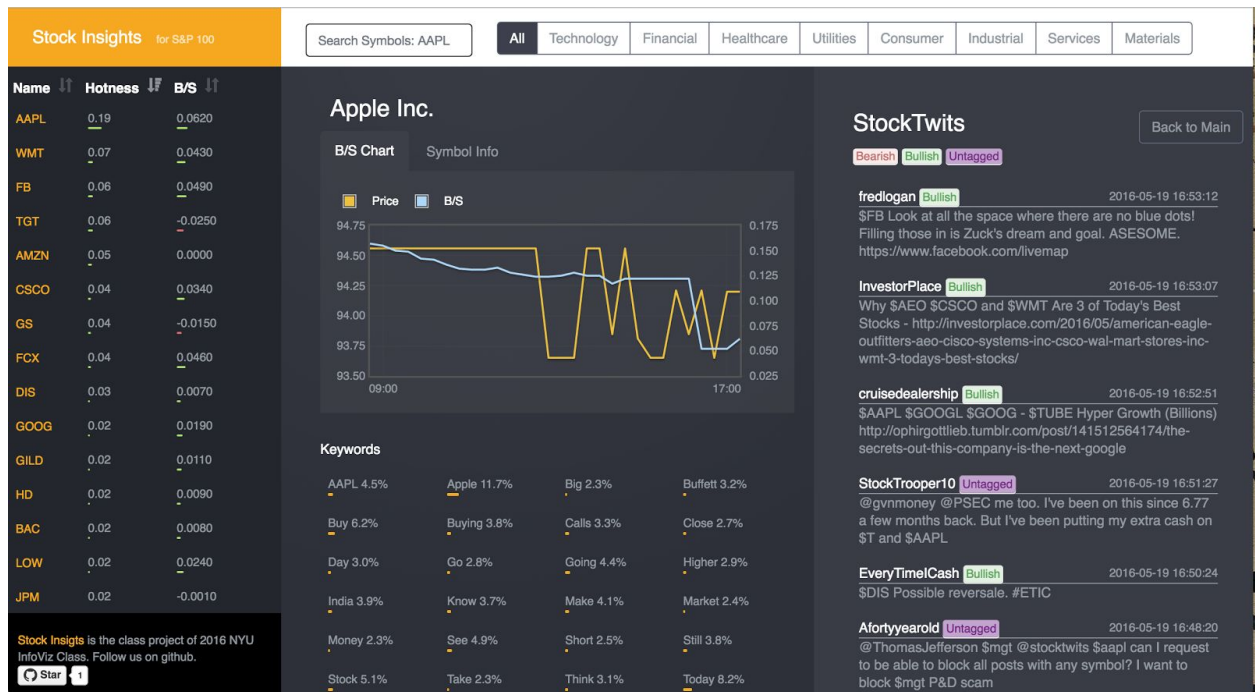 Stock Insights for S&P 100
Search Symbols: AAPL
All Technology Financial Healthcare Utilities Consumer Industrial Services Materials
Name Hotness B/S
AAPL 0.19 0.0620
WMT 0.07 0.0430
FB 0.06 0.0490
TGT 0.06 -0.0250
AMZN 0.05 0.0000
CSCO 0.04 0.0340
GS 0.04 -0.0150
FCX 0.04 0.0460
DIS 0.03 0.0070
GOOG 0.02 0.0190
GILD 0.02 0.0110
HD 0.02 0.0090
BAC 0.02 0.0080
LOW 0.02 0.0240
JPM 0.02 -0.0010
Stock Insigts is the class project of 2016 NYU
InfoViz Class. Follow us on github.
Star 1
Apple Inc.
B/S Chart Symbol Info
Price B/S
94.75 0.175
94.50 0.150
94.25 0.125
0.100
94.00
0.075
93.75
0.050
93.50 0.025
09:00 17:00
Keywords
AAPL 4.5% Apple 11.7% Big 2.3% Buffett 3.2%
Buy 6.2% Buying 3.8% Calls 3.3% Close 2.7%
Day 3.0% Go 2.8% Going 4.4% Higher 2.9%
India 3.9% Know 3.7% Make 4.1% Market 2.4%
Money 2.3% See 4.9% Short 2.5% Still 3.8%
Stock 5.1% Take 2.3% Think 3.1% Today 8.2%
StockTwits
Back to Main
Bearish Bullish Untagged
fredlogan Bullish 2016-05-19 16:53:12
$FB Look at all the space where there are no blue dots!
Filling those in is Zuck's dream and goal. ASESOME.
https://www.facebook.com/livemap
InvestorPlace Bullish 2016-05-19 16:53:07
Why $AEO $CSCO and $WMT Are 3 of Today's Best
Stocks - http://investorplace.com/2016/05/american-eagle-
outfitters-aeo-cisco-systems-inc-csco-wal-mart-stores-inc-
wmt-3-todays-best-stocks/
cruisedealership Bullish 2016-05-19 16:52:51
$AAPL $GOOGL $GOOG - $TUBE Hyper Growth (Billions)
http://ophirgottlieb.tumblr.com/post/141512564174/the-
secrets-out-this-company-is-the-next-google
StockTrooper10 Untagged 2016-05-19 16:51:27
@gvnmoney @PSEC me too. I've been on this since 6.77
a few months back. But I've been putting my extra cash on
$T and $AAPL
EveryTimeICash Bullish 2016-05-19 16:50:24
$DIS Possible reversale. #ETIC
Afortyyearold Untagged 2016-05-19 16:48:20
@ThomasJefferson $mgt @stocktwits $aapl can I request
to be able to block all posts with any symbol? I want to
block $mgt P&D scam